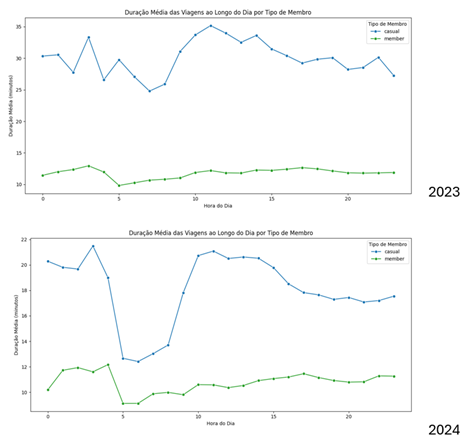 Duração Média das Viagens ao Longo do Dia por Tipo de Membro
Tipo de Membro
casual
member
35
30
25
20
15
10
Duração Média (minutos)
0
5
10
15
20
Hora do Dia
2023
Duração Média das Viagens ao Longo do Dia por Tipo de Membro
Tipo de Membro
casual
member
22
20
18
16
14
12
10
Duração Média (minutos)
0
5
10
15
20
Hora do Dia
2024